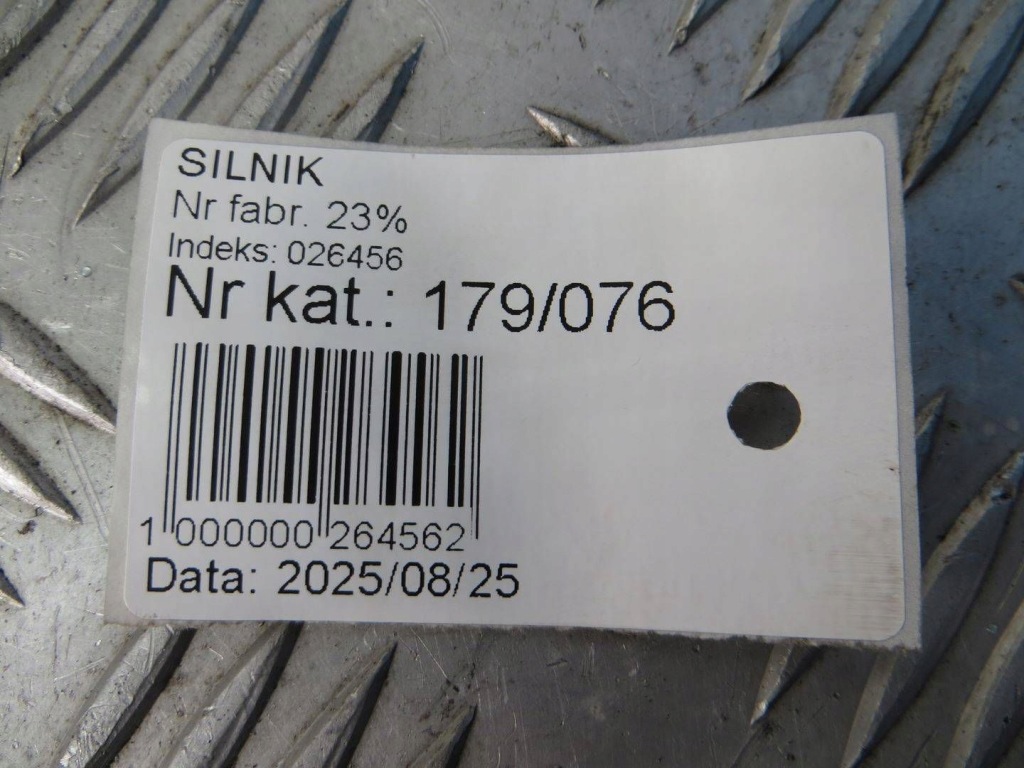 SILNIK
Nr fabr. 23%
Indeks: 026456
Nr kat.: 179/076
1 000000 264562
Data: 2025/08/25